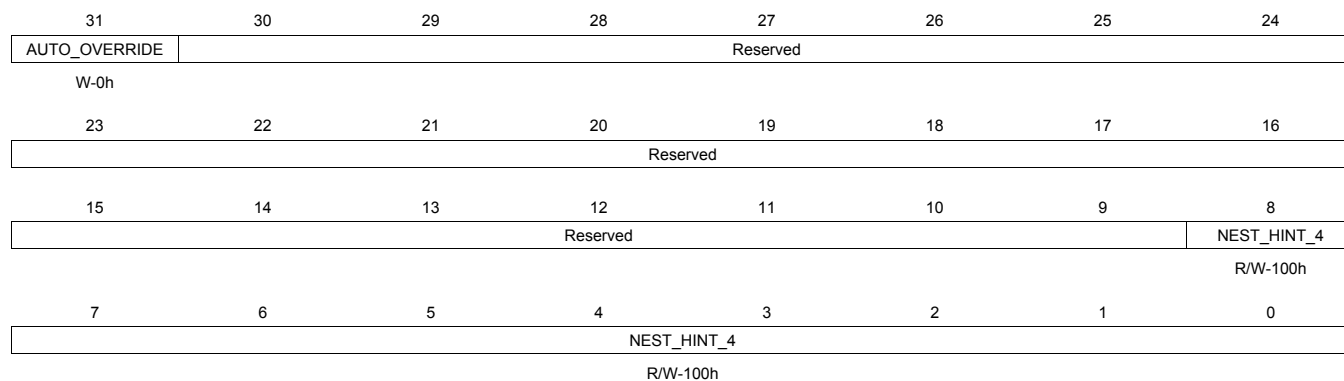 31 30 29 28 27 26 25 24
AUTO_OVERRIDE Reserved
W-0h
23 22 21 20 19 18 17 16
Reserved
15 14 13 12 11 10 9 8
Reserved NEST_HINT_4
R/W-100h
7 6 5 4 3 2 1 0
NEST_HINT_4
R/W-100h